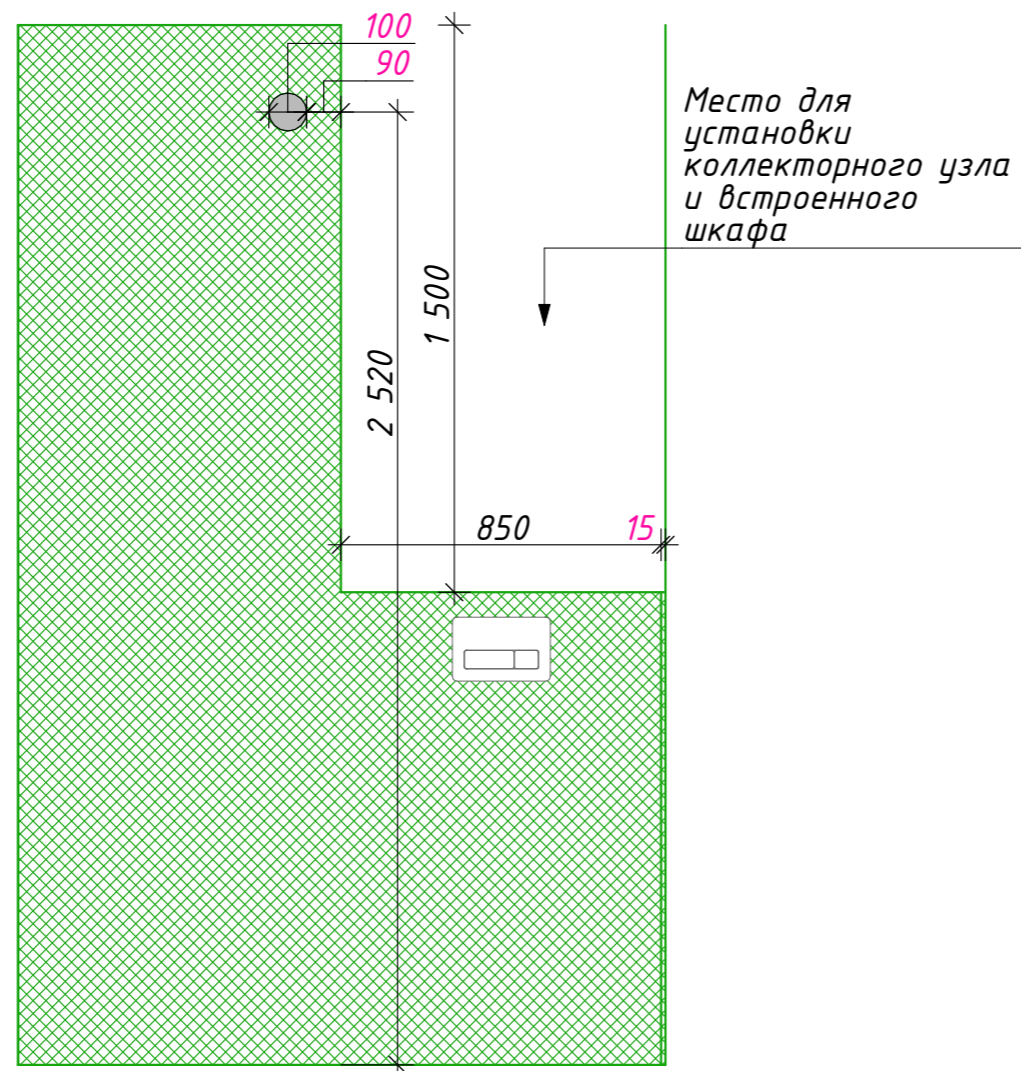 100
90
Место для
установки
коллекторного узла
и встроенного
шкафа
1 500
2 520
850
15